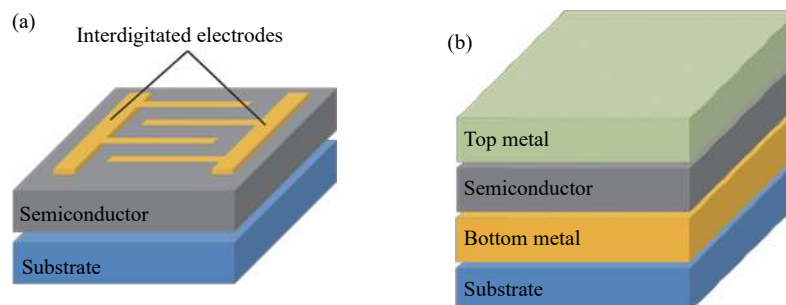 (a)
Interdigitated electrodes
Semiconductor
Substrate
(b)
Top metal
Semiconductor
Bottom metal
Substrate